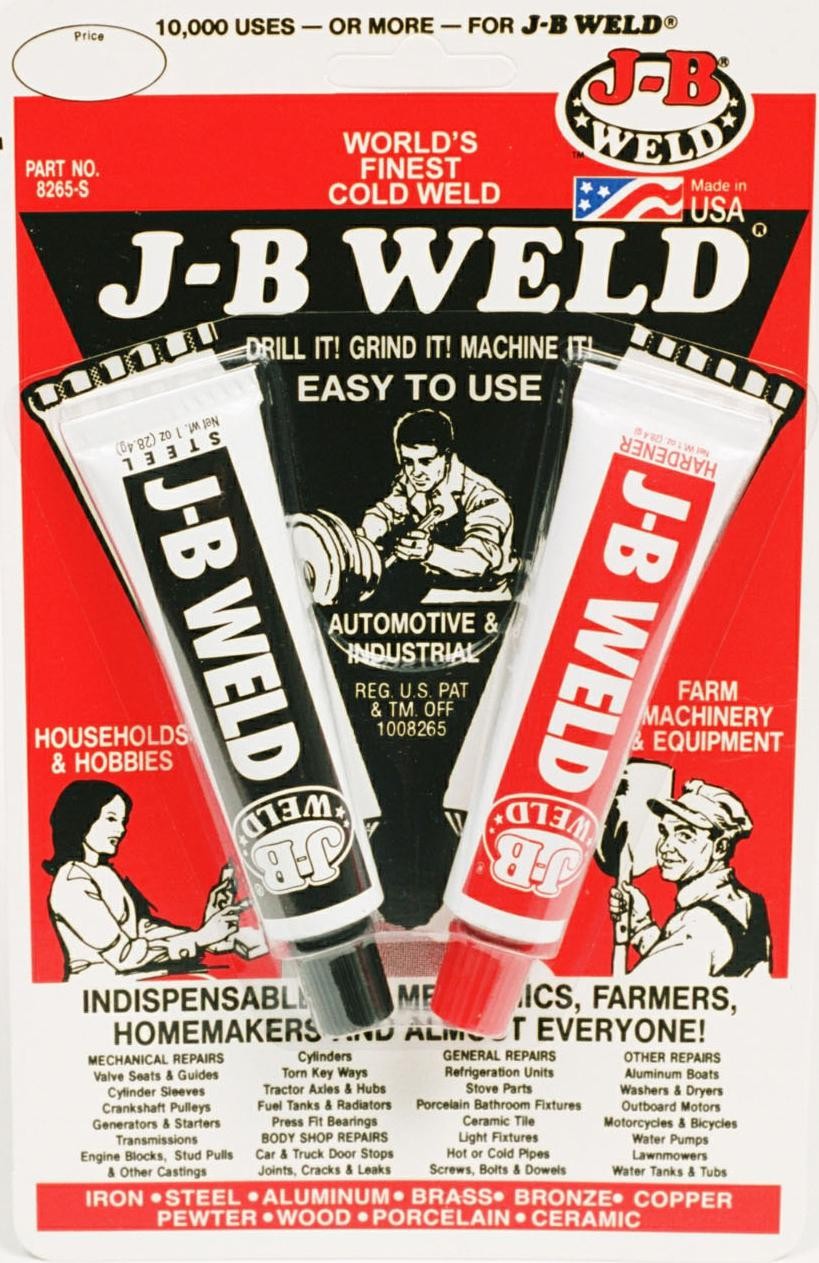 Price
10,000 USES — OR MORE — FOR J-B WELD®
J-B®
WELD
TM
PART NO.
8265-S
WORLD'S
FINEST
COLD WELD
Made in
USA
J-B WELD®
DRILL IT! GRIND IT! MACHINE IT!
EASY TO USE
STEEL
Net Wt. 1 oz (28.4g)
J-B WELD
J-B
WELD
®
HARDENER
Net Wt 1 oz. (28.4 g)
J-B WELD
J-B
WELD
®
AUTOMOTIVE &
INDUSTRIAL
REG. U.S. PAT
& TM. OFF
1008265
HOUSEHOLDS
& HOBBIES
FARM
MACHINERY
& EQUIPMENT
ICS, FARMERS,
HOMEMAKERS AND ALMOST EVERYONE!
MECHANICAL REPAIRS
Valve Seats & Guides
Cylinder Sleeves
Crankshaft Pulleys
Generators & Starters
Transmissions
Engine Blocks, Stud Pulls
& Other Castings
Cylinders
Torn Key Ways
Tractor Axles & Hubs
Fuel Tanks & Radiators
Press Fit Bearings
BODY SHOP REPAIRS
Car & Truck Door Stops
Joints, Cracks & Leaks
GENERAL REPAIRS
Refrigeration Units
Stove Parts
Porcelain Bathroom Fixtures
Ceramic Tile
Light Fixtures
Hot or Cold Pipes
Screws, Bolts & Dowels
OTHER REPAIRS
Aluminum Boats
Washers & Dryers
Outboard Motors
Motorcycles & Bicycles
Water Pumps
Lawnmowers
Water Tanks & Tubs
IRON • STEEL • ALUMINUM • BRASS • BRONZE • COPPER
PEWTER • WOOD • PORCELAIN • CERAMIC